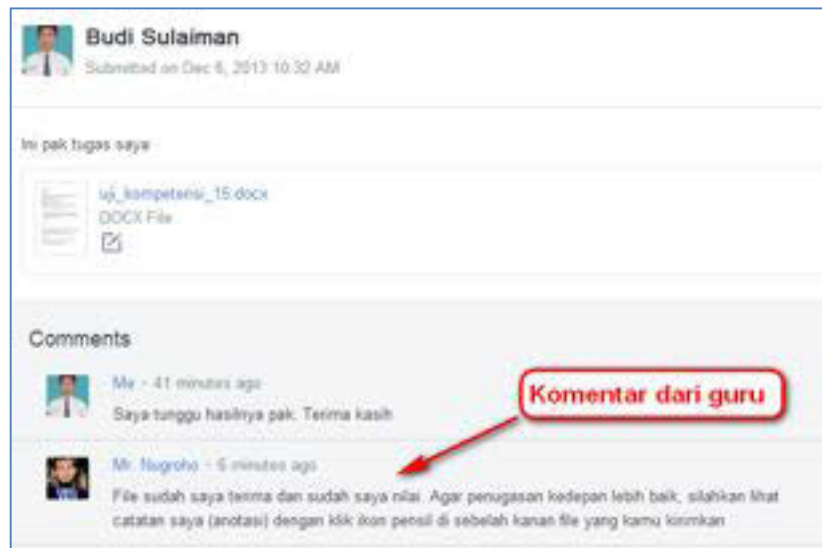 Budi Sulaiman
Submitted on Dec 6, 2013 10:32 AM
Ini pak tugas saya
uji_kompetensi_15.docx
DOCX File
Comments
Me - 41 minutes ago
Saya tunggu hasilnya pak. Terima kasih
Komentar dari guru
Mr. Nugroho - 6 minutes ago
File sudah saya terima dan sudah saya nilai. Agar penugasan kedepan lebih baik, silahkan lihat
catatan saya (anotasi) dengan klik ikon pensil di sebelah kanan file yang kamu kirimkan